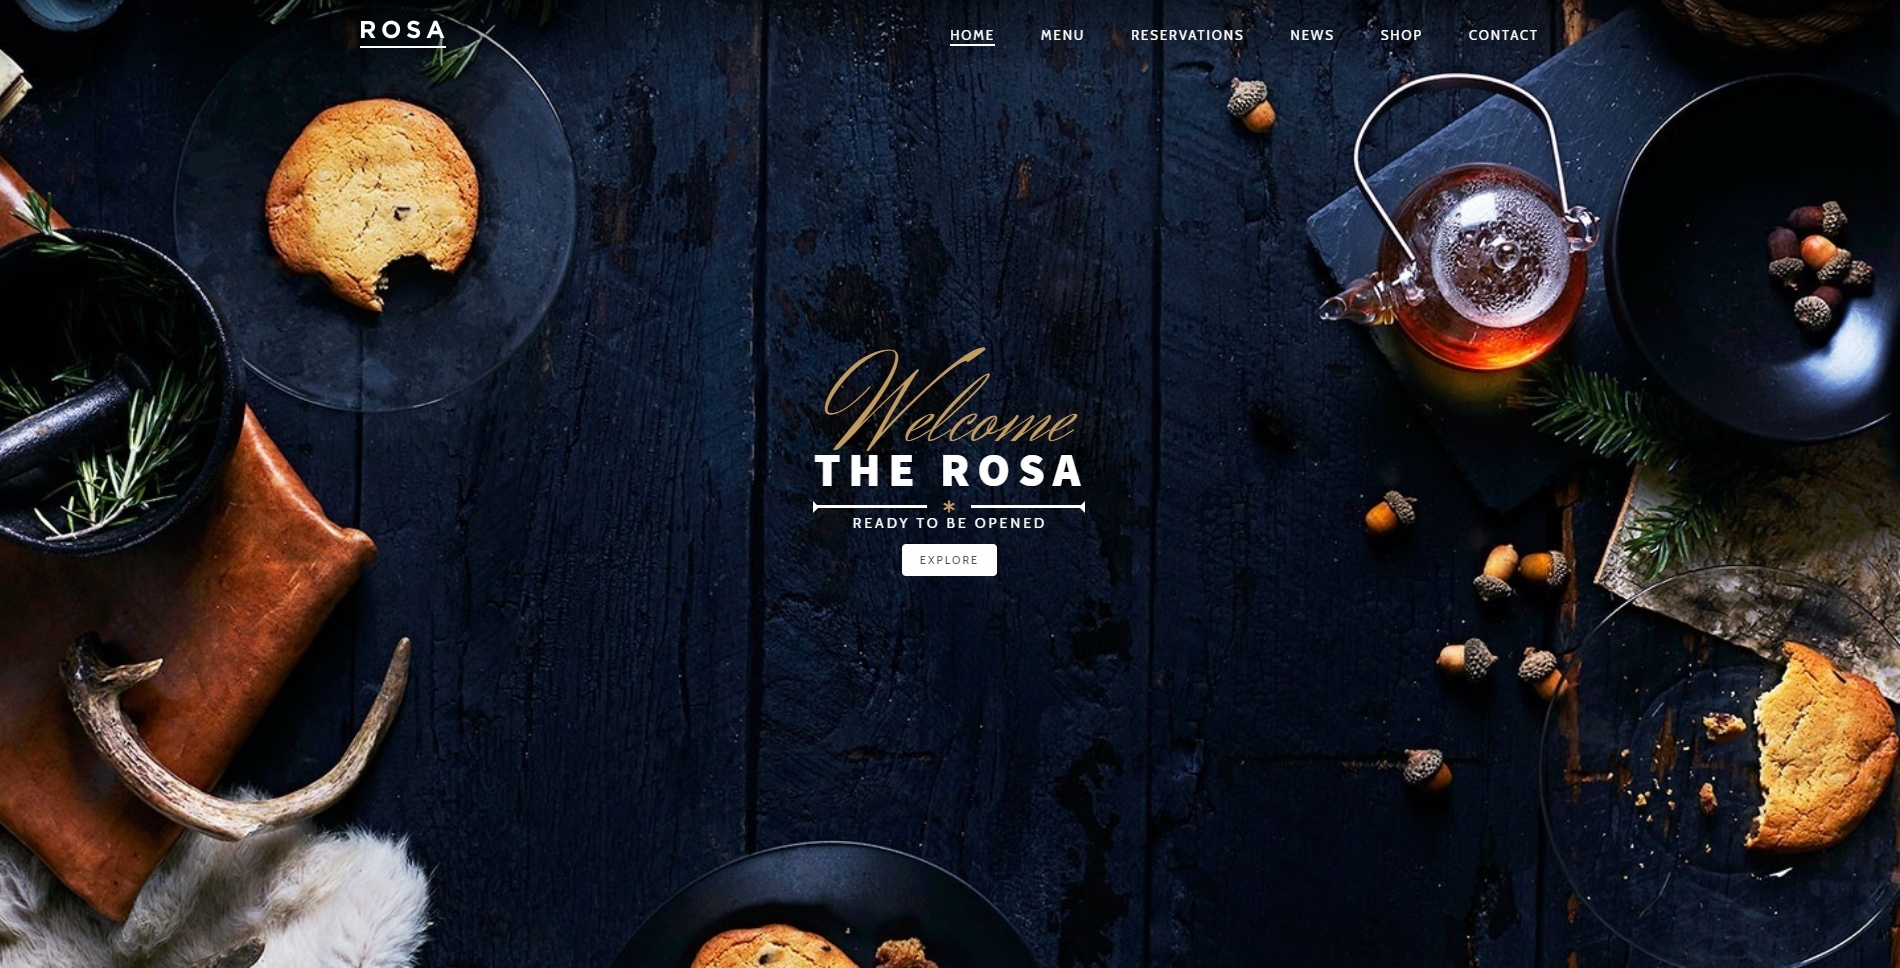 ROSA
HOME MENU RESERVATIONS NEWS SHOP CONTACT
Welcome
THE ROSA
*
READY TO BE OPENED
EXPLORE